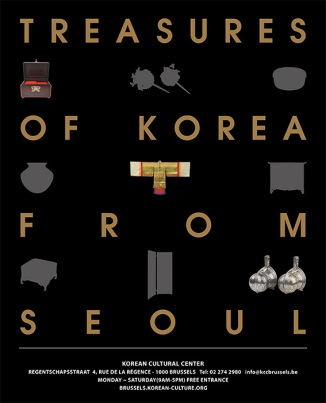 TREASURES
OF KOREA
FROM
SEOUL
KOREAN CULTURAL CENTER
REGENTSCHAPSSTRAAT 4, RUE DE LA RÉGENCE - 1000 BRUSSELS Tel: 02 274 2980 info@kccbrussels.be
MONDAY ~ SATURDAY(9AM-5PM) FREE ENTRANCE
BRUSSELS.KOREAN-CULTURE.ORG